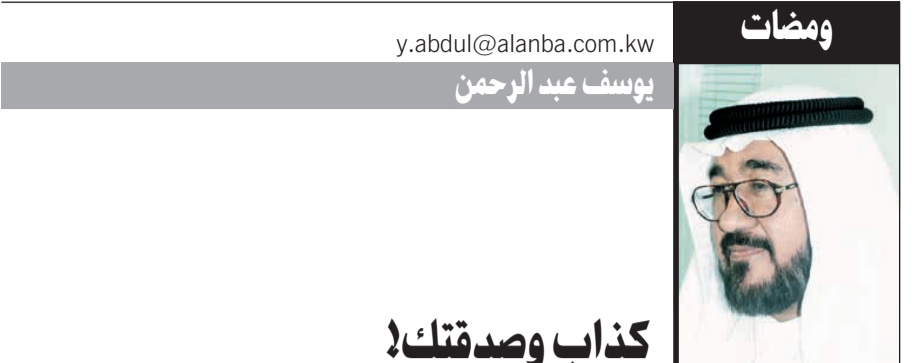 ومضات
y.abdul@alanba.com.kw
يوسف عبد الرحمن
كذاب وصدقتك!